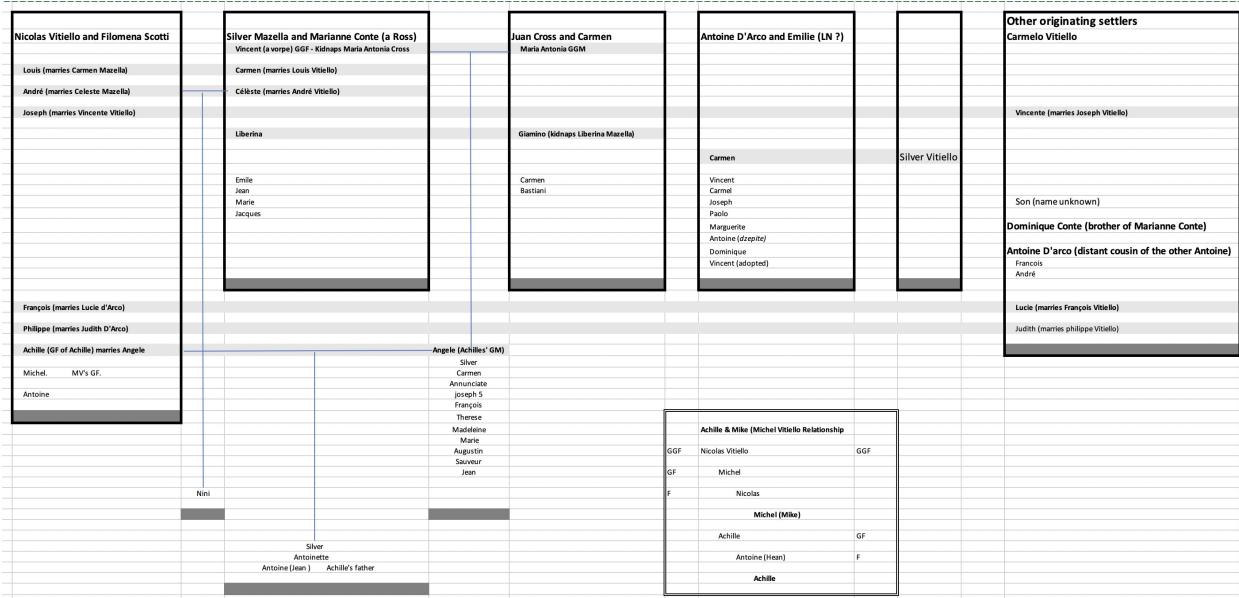 Nicolas Vitiello and Filomena Scotti
Louis (marries Carmen Mazella)
André (marries Celeste Mazella)
Joseph (marries Vincente Vitiello)
François (marries Lucie d'Arco)
Philippe (marries Judith D'Arco)
Achille (GF of Achille) marries Angele
Michel. MV's GF.
Antoine
Nini
Silver Mazella and Marianne Conte (a Ross)
Vincent (a vorpe) GGF - Kidnaps Maria Antonia Cross
Carmen (marries Louis Vitiello)
Célèste (marries André Vitiello)
Liberina
Emile
Jean
Marie
Jacques
Silver
Antoinette
Antoine (Jean ) Achille's father
Angele (Achilles' GM)
Silver
Carmen
Annunciate
joseph 5
François
Therese
Madeleine
Marie
Augustin
Sauveur
Jean
Juan Cross and Carmen
Maria Antonia GGM
Giamino (kidnaps Liberina Mazella)
Carmen
Bastiani
Antoine D'Arco and Emilie (LN ?)
Carmen
Vincent
Carmel
Joseph
Paolo
Marguerite
Antoine (dzepite)
Dominique
Vincent (adopted)
Silver Vitiello
Other originating settlers
Carmelo Vitiello
Vincente (marries Joseph Vitiello)
Son (name unknown)
Dominique Conte (brother of Marianne Conte)
Antoine D'arco (distant cousin of the other Antoine)
Francois
André
Lucie (marries François Vitiello)
Judith (marries philippe Vitiello)
Achille & Mike (Michel Vitiello Relationship
GGF Nicolas Vitiello GGF
GF Michel
F Nicolas
Michel (Mike)
Achille GF
Antoine (Hean) F
Achille